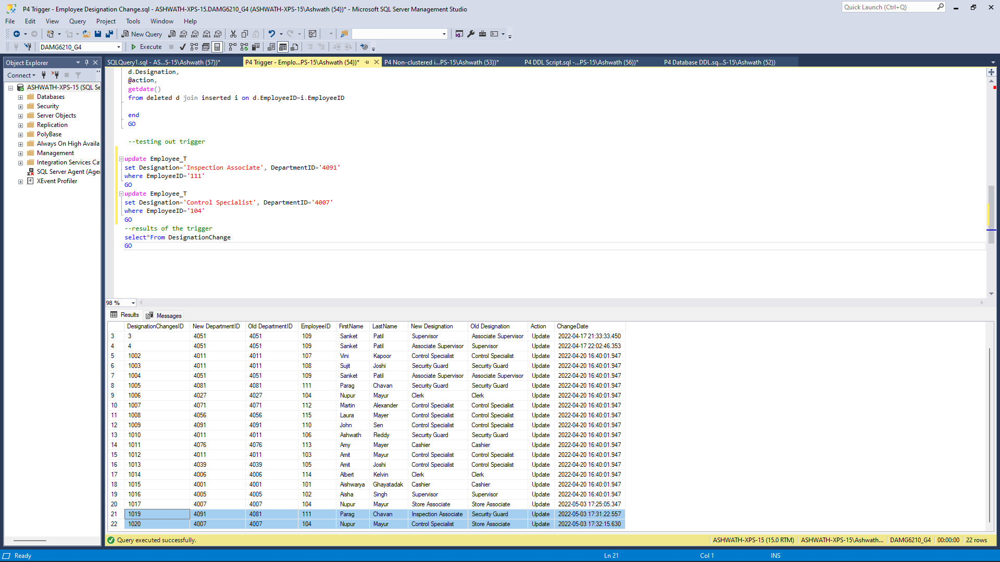 P4 Trigger - Employee Designation Change.sql - ASHWATH-XPS-15.DAMG6210_G4 (ASHWATH-XPS-15\Ashwath (54))* - Microsoft SQL Server Management Studio
Quick Launch (Ctrl+Q)
File Edit View Query Project Tools Window Help
New Query MDX DMX XMLA DAX
DAMG6210_G4 Execute
Object Explorer
SQLQuery1.sql - AS...S-15\Ashwath (57))* P4 Trigger - Emplo...PS-15\Ashwath (54))* P4 Non-clustered i...PS-15\Ashwath (53))* P4 DDL Script.sql -...PS-15\Ashwath (56))* P4 Database DDL.sq...S-15\Ashwath (52))
Connect
ASHWATH-XPS-15 (SQL Se
Databases
Security
Server Objects
Replication
PolyBase
Always On High Availa
Management
Integration Services Ca
SQL Server Agent (Agen
XEvent Profiler
d.Designation,
@action,
getdate()
from deleted d join inserted i on d.EmployeeID=i.EmployeeID
end
GO
--testing out trigger
update Employee_T
set Designation='Inspection Associate', DepartmentID='4091'
where EmployeeID='111'
GO
update Employee_T
set Designation='Control Specialist', DepartmentID='4007'
where EmployeeID='104'
GO
--results of the trigger
select*From DesignationChange
GO
98 %
Results Messages
DesignationChangesID New DepartmentID Old DepartmentID EmployeeID FirstName LastName New Designation Old Designation Action ChangeDate
3 3 4051 4051 109 Sanket Patil Supervisor Associate Supervisor Update 2022-04-17 21:33:33.450
4 4 4051 4051 109 Sanket Patil Associate Supervisor Supervisor Update 2022-04-17 22:02:46.353
5 1002 4011 4011 107 Vini Kapoor Control Specialist Control Specialist Update 2022-04-20 16:40:01.947
6 1003 4011 4011 108 Sujit Joshi Security Guard Security Guard Update 2022-04-20 16:40:01.947
7 1004 4051 4051 109 Sanket Patil Associate Supervisor Associate Supervisor Update 2022-04-20 16:40:01.947
8 1005 4081 4081 111 Parag Chavan Security Guard Security Guard Update 2022-04-20 16:40:01.947
9 1006 4027 4027 104 Nupur Mayur Clerk Clerk Update 2022-04-20 16:40:01.947
10 1007 4071 4071 112 Martin Alexander Control Specialist Control Specialist Update 2022-04-20 16:40:01.947
11 1008 4056 4056 115 Laura Mayer Control Specialist Control Specialist Update 2022-04-20 16:40:01.947
12 1009 4091 4091 110 John Sen Control Specialist Control Specialist Update 2022-04-20 16:40:01.947
13 1010 4011 4011 106 Ashwath Reddy Security Guard Security Guard Update 2022-04-20 16:40:01.947
14 1011 4076 4076 113 Amy Mayer Cashier Cashier Update 2022-04-20 16:40:01.947
15 1012 4011 4011 103 Amit Mayur Control Specialist Control Specialist Update 2022-04-20 16:40:01.947
16 1013 4039 4039 105 Amit Joshi Control Specialist Control Specialist Update 2022-04-20 16:40:01.947
17 1014 4006 4006 114 Albert Kelvin Clerk Clerk Update 2022-04-20 16:40:01.947
18 1015 4001 4001 101 Aishwarya Ghayatadak Cashier Cashier Update 2022-04-20 16:40:01.947
19 1016 4005 4005 102 Aisha Singh Supervisor Supervisor Update 2022-04-20 16:40:01.947
20 1017 4007 4007 104 Nupur Mayur Store Associate Store Associate Update 2022-05-03 17:25:05.347
21 1019 4091 4081 111 Parag Chavan Inspection Associate Security Guard Update 2022-05-03 17:31:22.557
22 1020 4007 4007 104 Nupur Mayur Control Specialist Store Associate Update 2022-05-03 17:32:15.630
Query executed successfully. ASHWATH-XPS-15 (15.0 RTM) ASHWATH-XPS-15\Ashwath... DAMG6210_G4 00:00:00 22 rows
Ready Ln 21 Col 1 INS